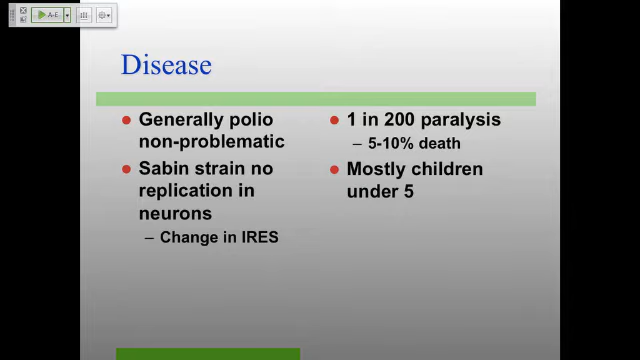 A-E
Disease
Generally polio
non-problematic
Sabin strain no
replication in
neurons
– Change in IRES
1 in 200 paralysis
– 5-10% death
Mostly children
under 5